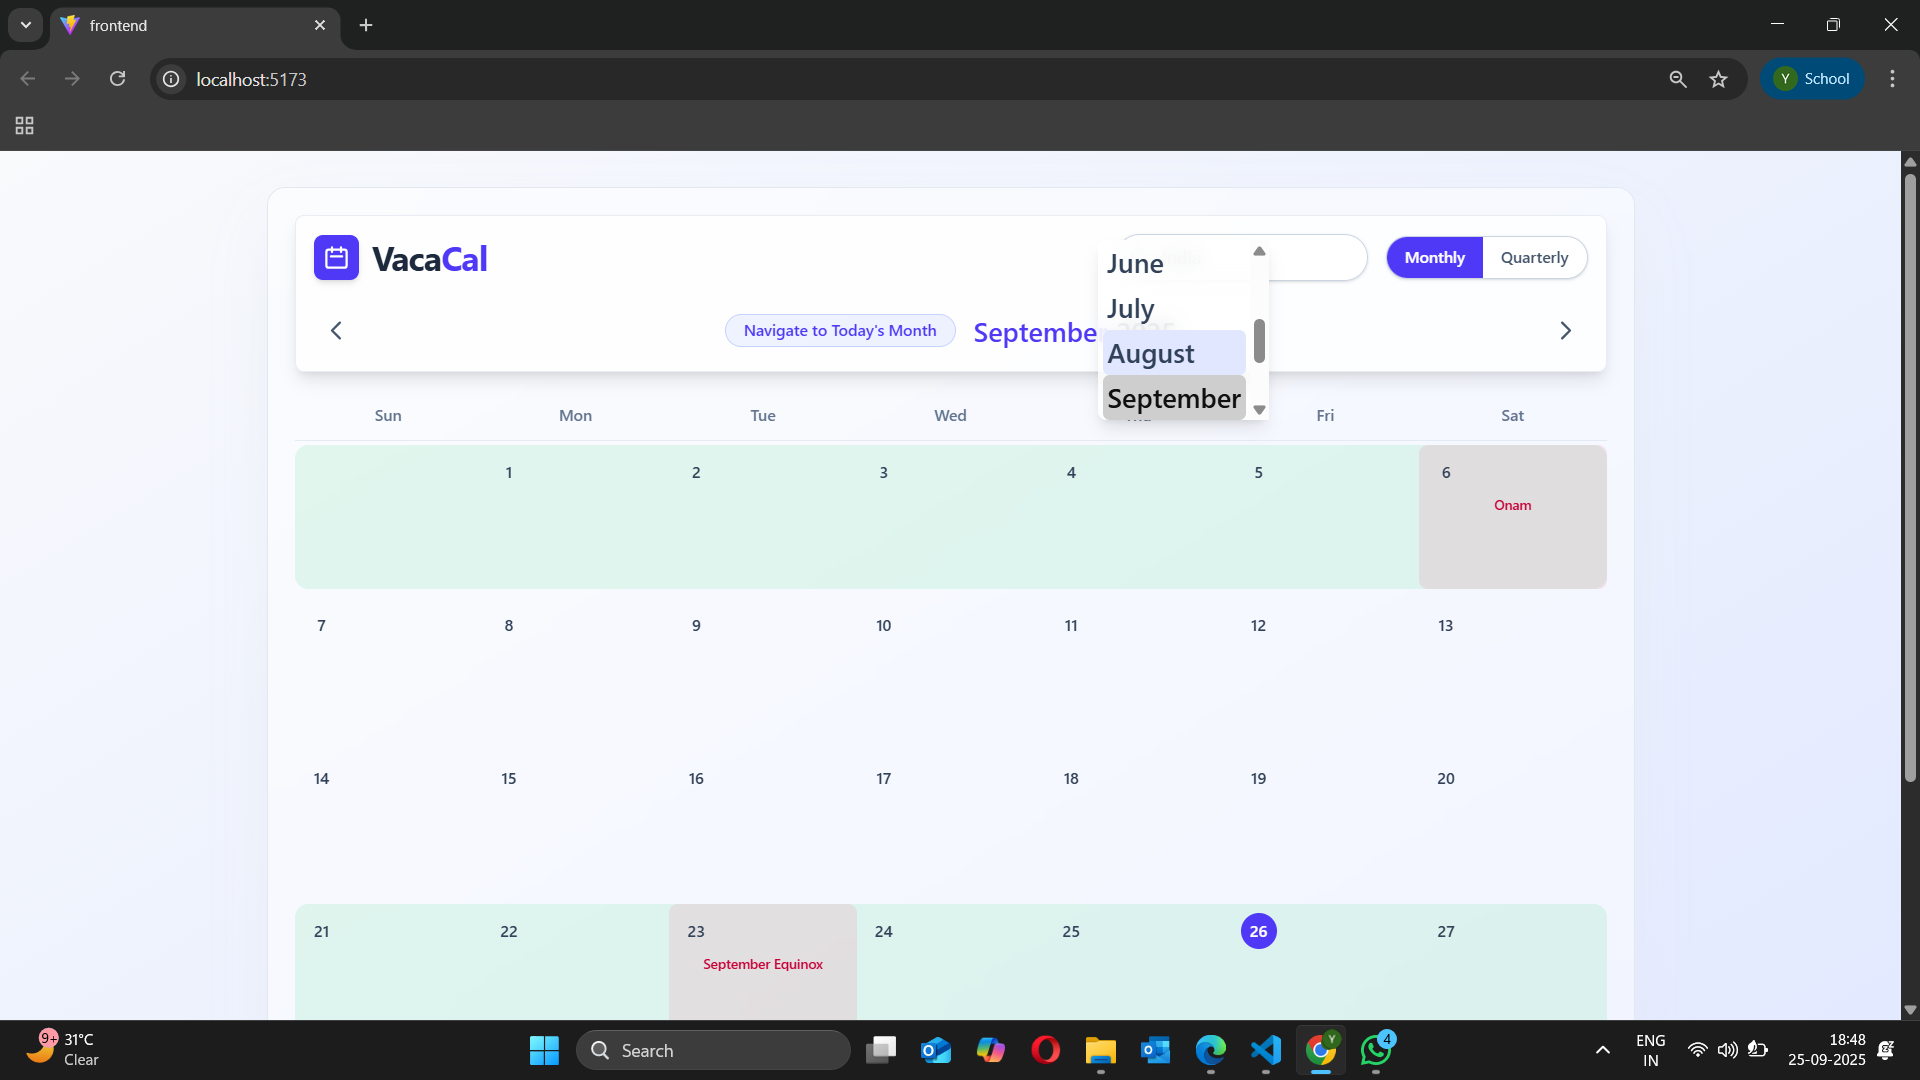 frontend
localhost:5173
Y School
VacaCal
Monthly Quarterly
Navigate to Today's Month September
June
July
August
September
Sun Mon Tue Wed Fri Sat
1 2 3 4 5 6
Onam
7 8 9 10 11 12 13
14 15 16 17 18 19 20
21 22 23 24 25 26 27
September Equinox
9+ 31°C
Clear
Search
Y
4
ENG
IN
18:48
25-09-2025